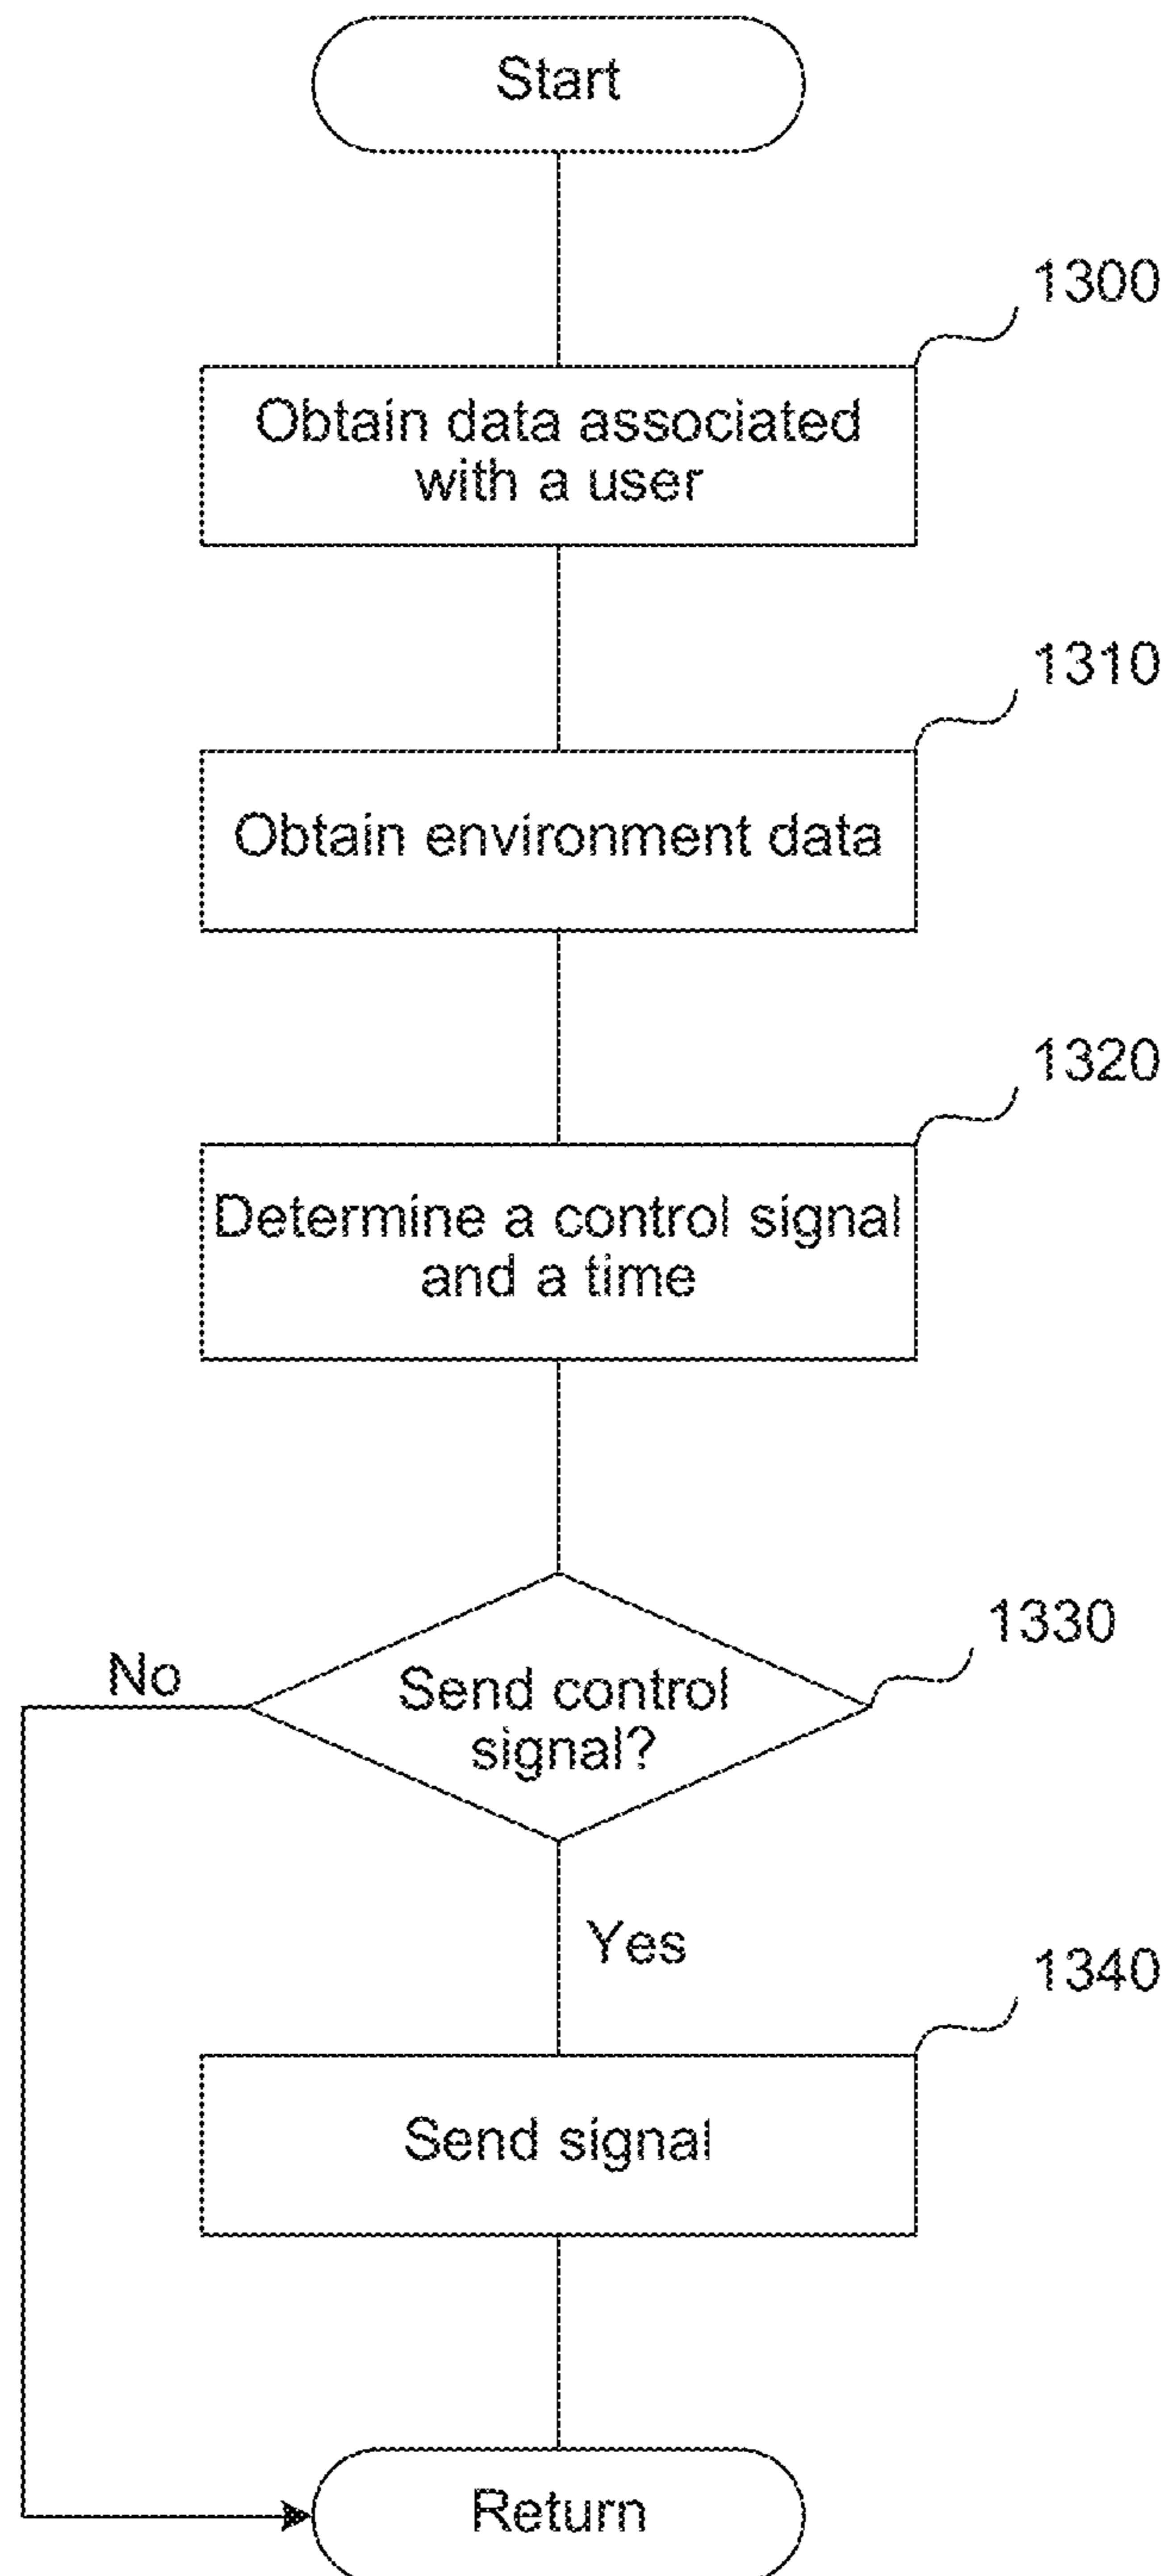 Start
1300
Obtain data associated
with a user
1310
Obtain environment data
1320
Determine a control signal
and a time
1330
No
Send control
signal?
Yes
1340
Send signal
Return